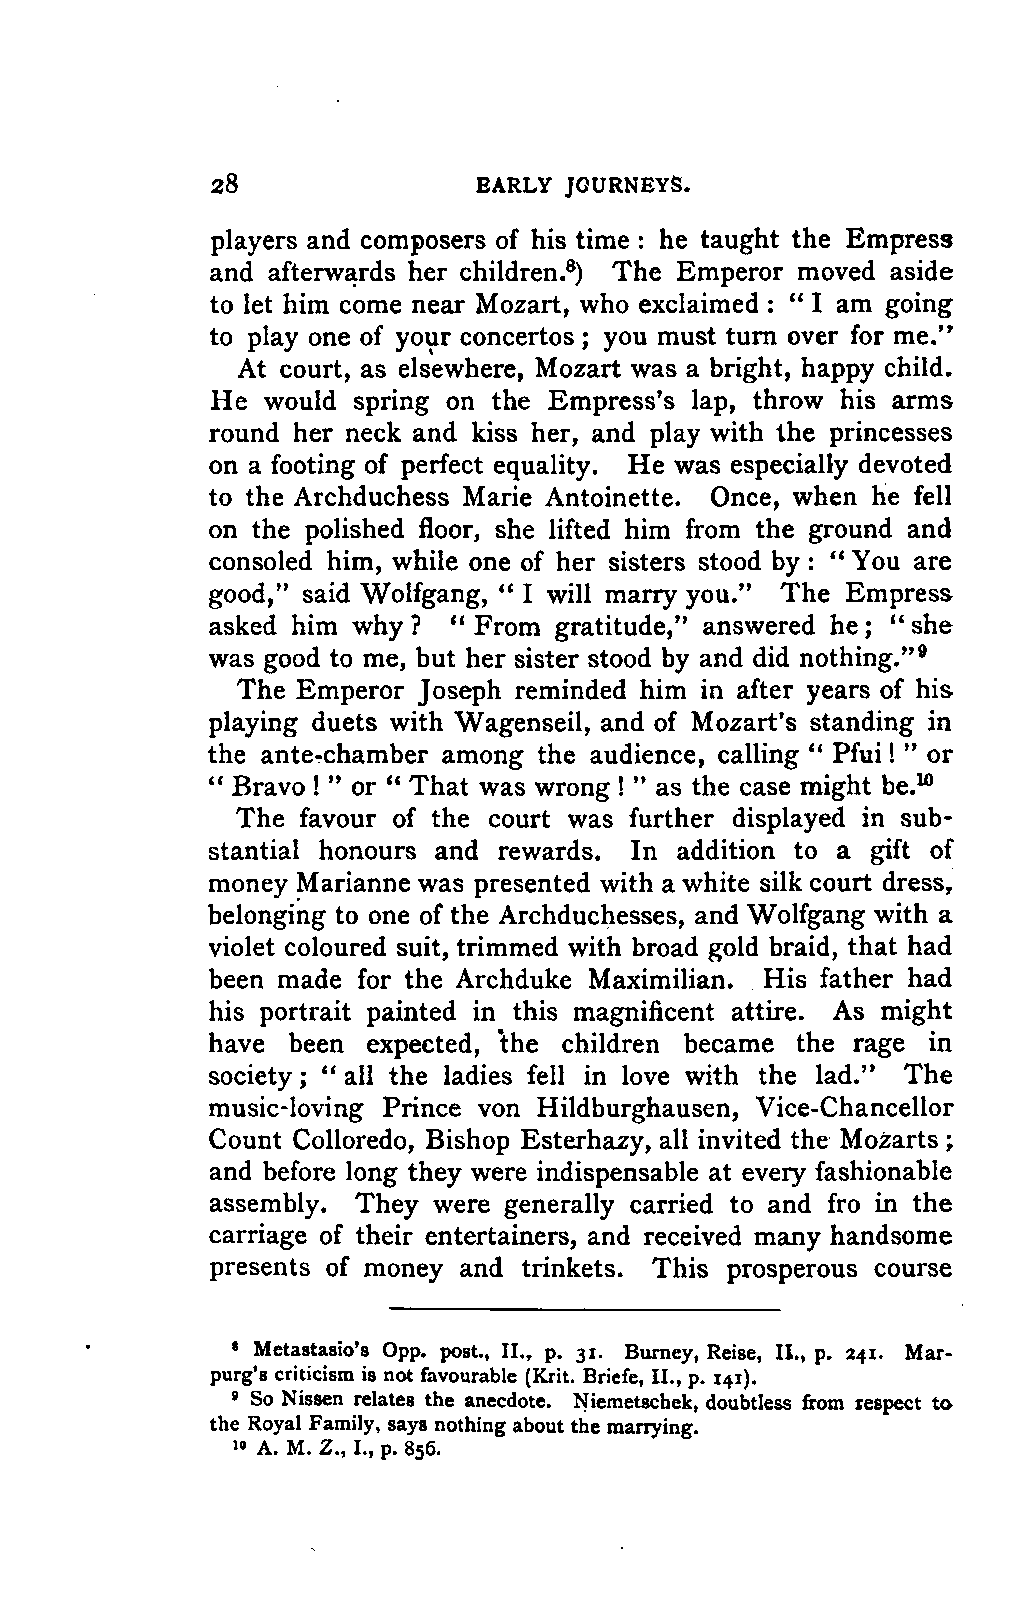 28 EARLY JOURNEYS.
players and composers of his time : he taught the Empress
and afterwards her children.⁸) The Emperor moved aside
to let him come near Mozart, who exclaimed : “ I am going
to play one of your concertos ; you must turn over for me.”
At court, as elsewhere, Mozart was a bright, happy child.
He would spring on the Empress’s lap, throw his arms
round her neck and kiss her, and play with the princesses
on a footing of perfect equality. He was especially devoted
to the Archduchess Marie Antoinette. Once, when he fell
on the polished floor, she lifted him from the ground and
consoled him, while one of her sisters stood by : “ You are
good,” said Wolfgang, “ I will marry you.” The Empress
asked him why ? “ From gratitude,” answered he ; “ she
was good to me, but her sister stood by and did nothing.”⁹
The Emperor Joseph reminded him in after years of his
playing duets with Wagenseil, and of Mozart’s standing in
the ante-chamber among the audience, calling “ Pfui ! ” or
“ Bravo ! ” or “ That was wrong ! ” as the case might be.¹⁰
The favour of the court was further displayed in sub-
stantial honours and rewards. In addition to a gift of
money Marianne was presented with a white silk court dress,
belonging to one of the Archduchesses, and Wolfgang with a
violet coloured suit, trimmed with broad gold braid, that had
been made for the Archduke Maximilian. His father had
his portrait painted in this magnificent attire. As might
have been expected, the children became the rage in
society ; “ all the ladies fell in love with the lad.” The
music-loving Prince von Hildburghausen, Vice-Chancellor
Count Colloredo, Bishop Esterhazy, all invited the Mozarts ;
and before long they were indispensable at every fashionable
assembly. They were generally carried to and fro in the
carriage of their entertainers, and received many handsome
presents of money and trinkets. This prosperous course
⁸ Metastasio’s Opp. post., II., p. 31. Burney, Reise, II., p. 241. Mar-
purg’s criticism is not favourable (Krit. Briefe, II., p. 141).
⁹ So Nissen relates the anecdote. Niemetschek, doubtless from respect to
the Royal Family, says nothing about the marrying.
¹⁰ A. M. Z., I., p. 856.